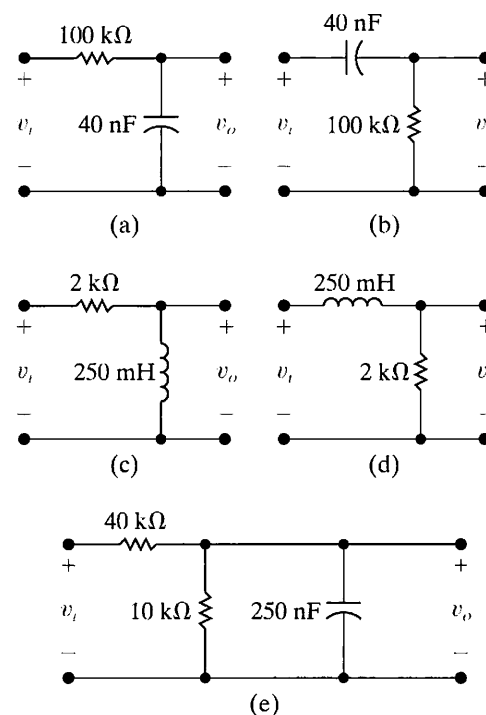 100 kΩ
40 nF
+ + + +
v_i 40 nF v_o v_i 100 kΩ v
− − − −
(a) (b)
2 kΩ 250 mH
+ + + +
v_i 250 mH v_o v_i 2 kΩ v
− − − −
(c) (d)
40 kΩ
+ +
v_i 10 kΩ 250 nF v_o
− −
(e)